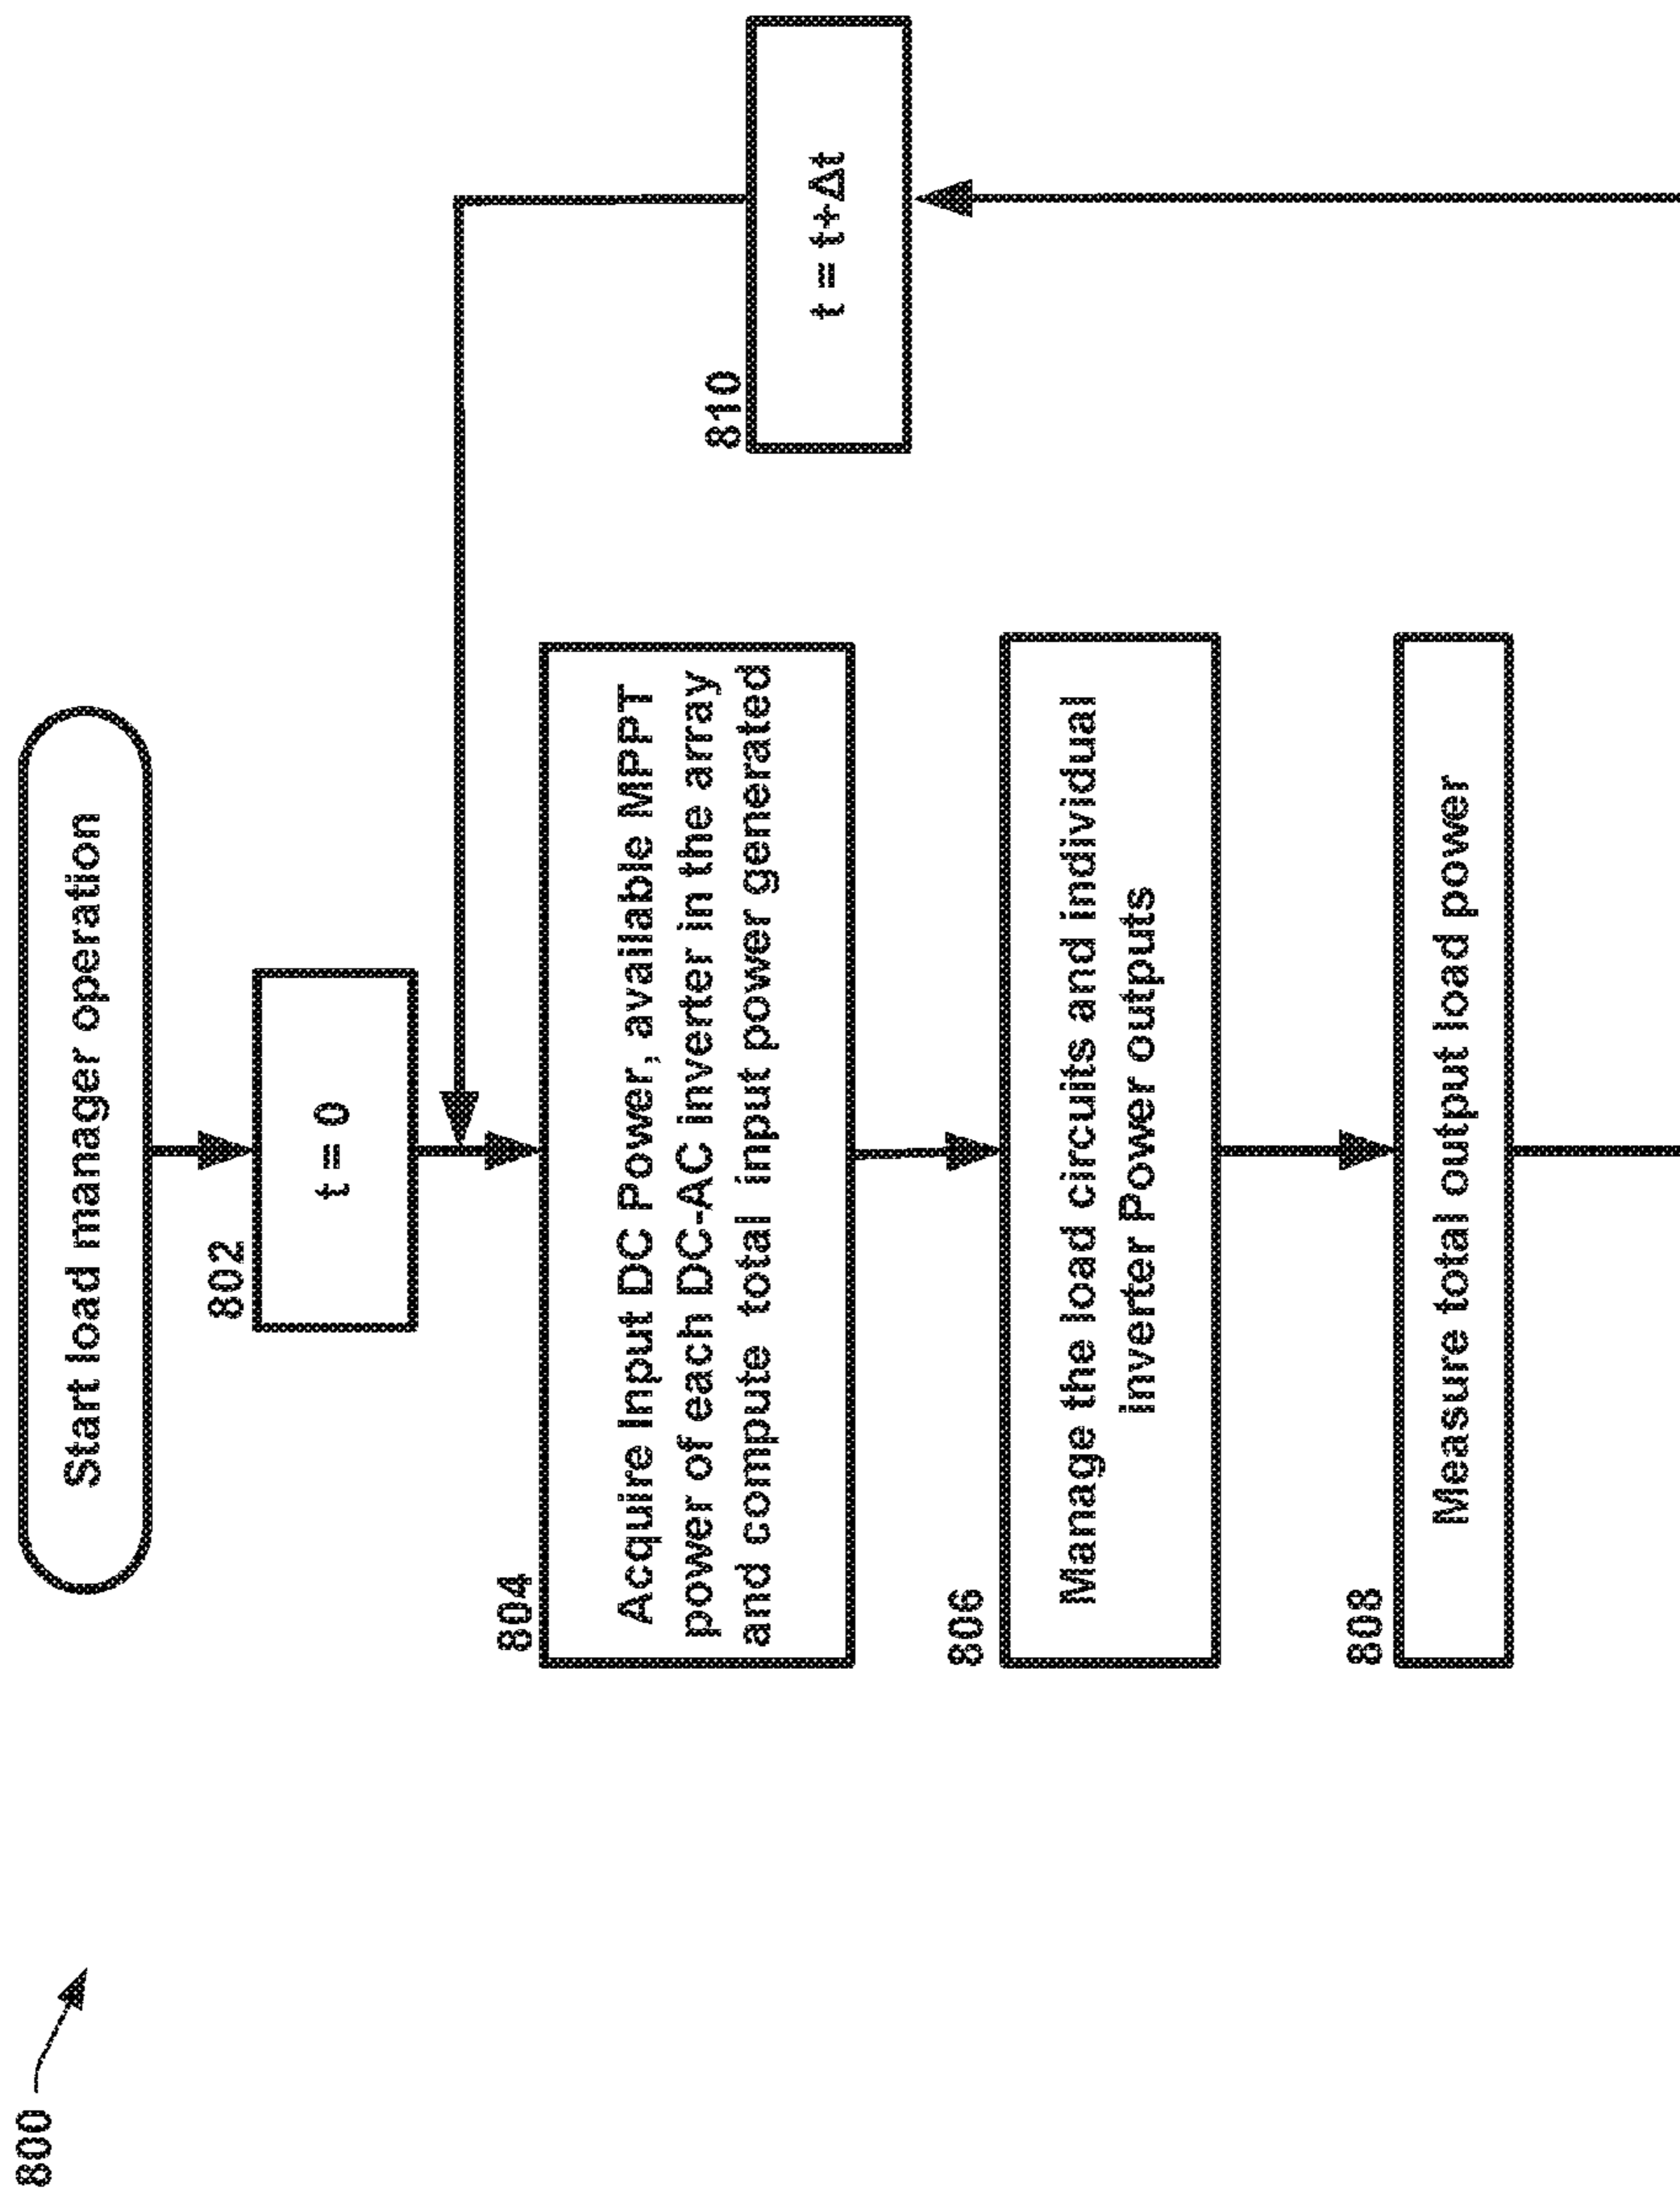 800
Start load manager operation
802
t = 0
804
Acquire Input DC Power, available MPPT
power of each DC-AC inverter in the array
and compute total input power generated
806
Manage the load circuits and individual
Inverter Power outputs
808
Measure total output load power
810
t = t+Δt